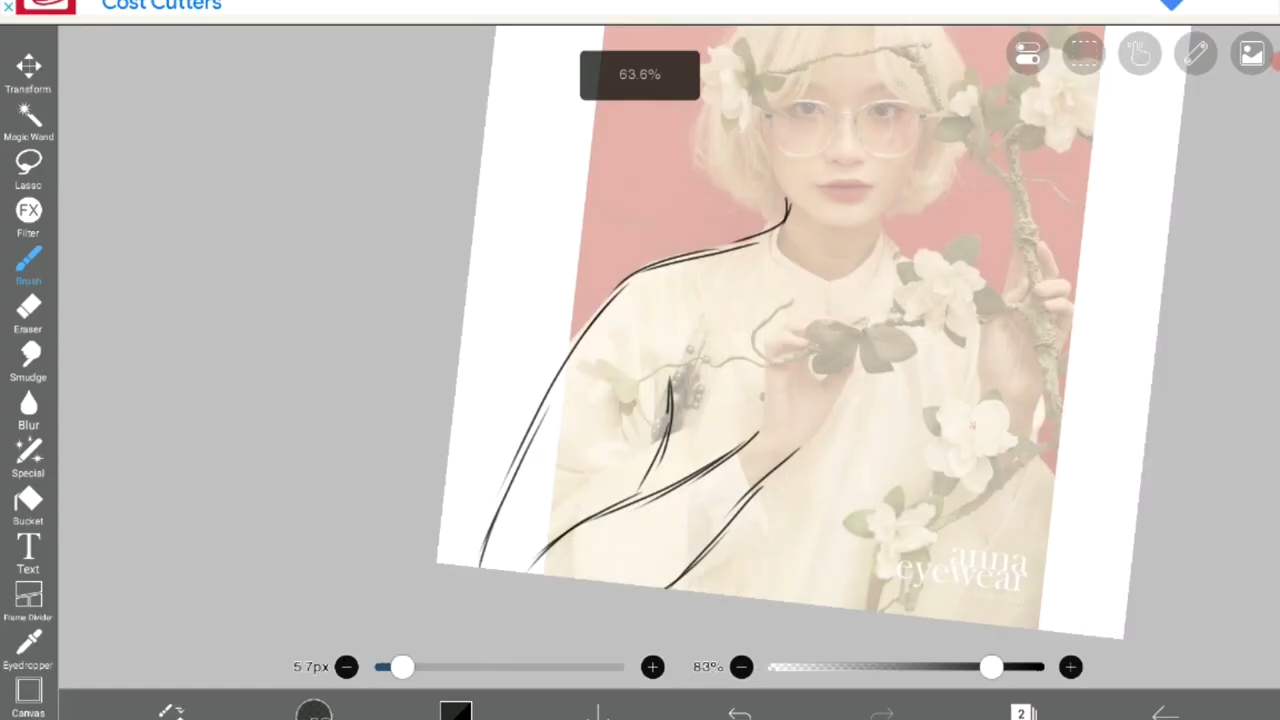 Cost Cutters
63.6%
Transform
Magic Wand
Lasso
FX
Filter
Brush
Eraser
Smudge
Blur
Special
Bucket
T
Text
Frame Divider
Eyedropper
Canvas
anna
eyewear
5.7px
83%
2